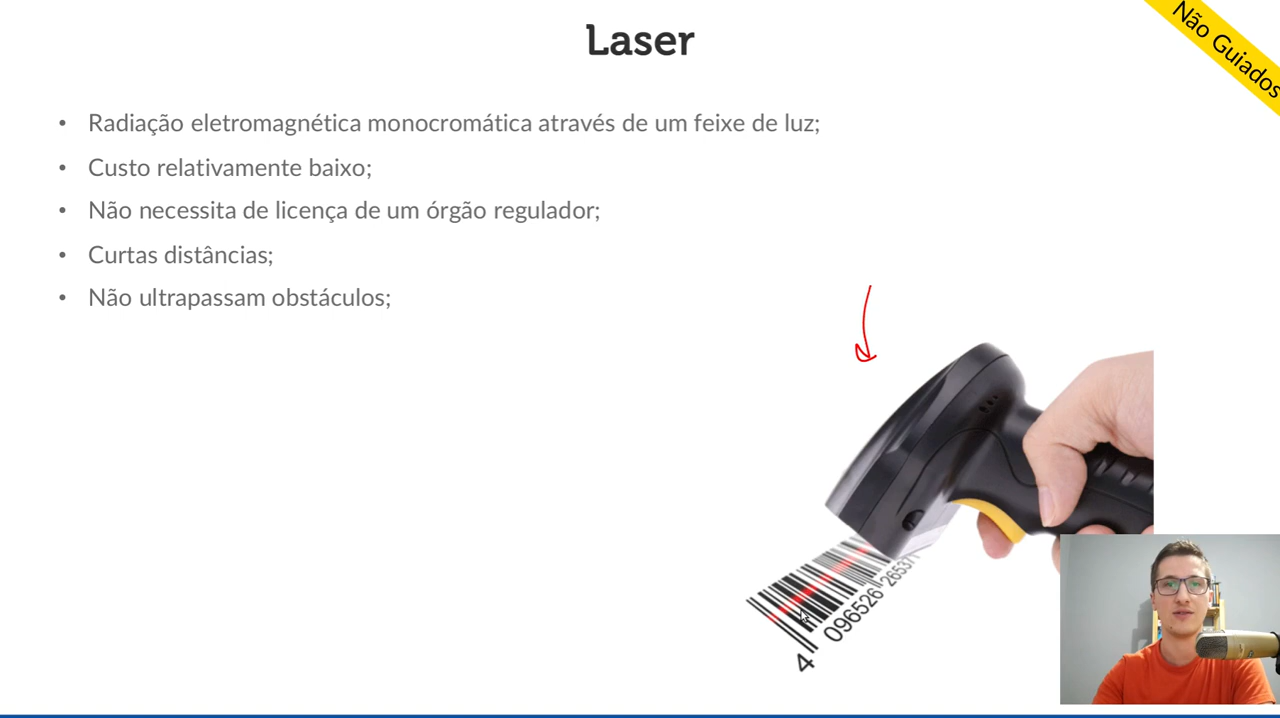 Laser
Não Guiados
• Radiação eletromagnética monocromática através de um feixe de luz;
• Custo relativamente baixo;
• Não necessita de licença de um órgão regulador;
• Curtas distâncias;
• Não ultrapassam obstáculos;
4 096526 265371